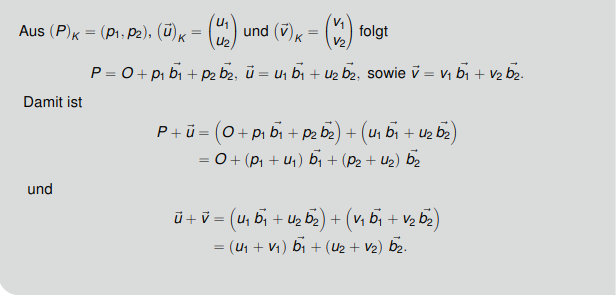 Aus (P)_K = (p₁, p₂), (u⃗)_K = (u₁ u₂) und (v⃗)_K = (v₁ v₂) folgt
P = O + p₁ b⃗₁ + p₂ b⃗₂, u⃗ = u₁ b⃗₁ + u₂ b⃗₂, sowie v⃗ = v₁ b⃗₁ + v₂ b⃗₂.
Damit ist
P + u⃗ = (O + p₁ b⃗₁ + p₂ b⃗₂) + (u₁ b⃗₁ + u₂ b⃗₂)
= O + (p₁ + u₁) b⃗₁ + (p₂ + u₂) b⃗₂
und
u⃗ + v⃗ = (u₁ b⃗₁ + u₂ b⃗₂) + (v₁ b⃗₁ + v₂ b⃗₂)
= (u₁ + v₁) b⃗₁ + (u₂ + v₂) b⃗₂.